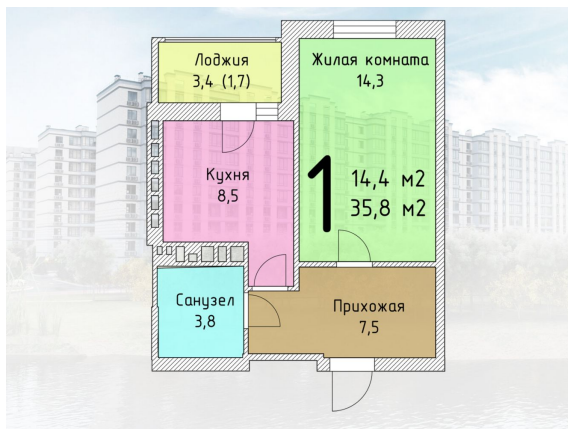 Лоджия
3,4 (1,7)
Жилая комната
14,3
Кухня
8,5
1
14,4 м2
35,8 м2
Санузел
3,8
Прихожая
7,5